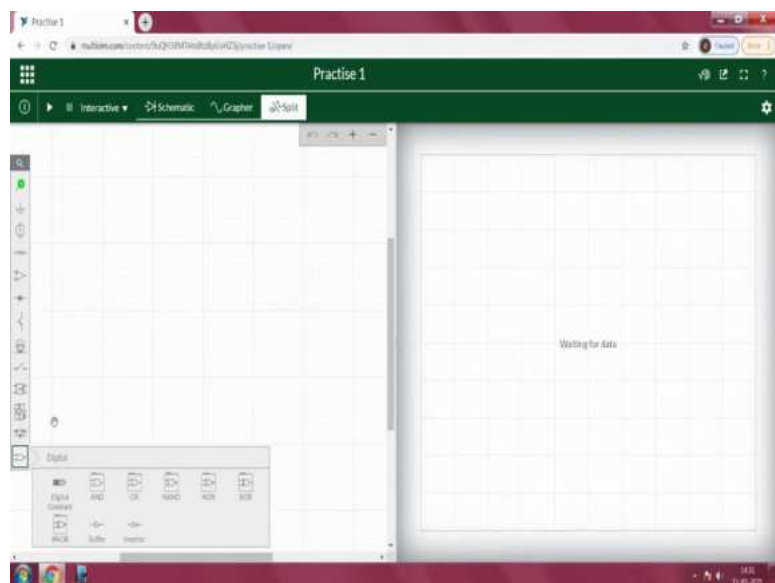 Practise 1
Practise 1
Interactive
Schematic
Grapher
Split
Waiting for data
Digital
Digital Constant
AND
OR
NAND
NOR
XOR
XNOR
Buffer
Inverter